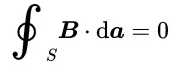 ∮_S B · da = 0